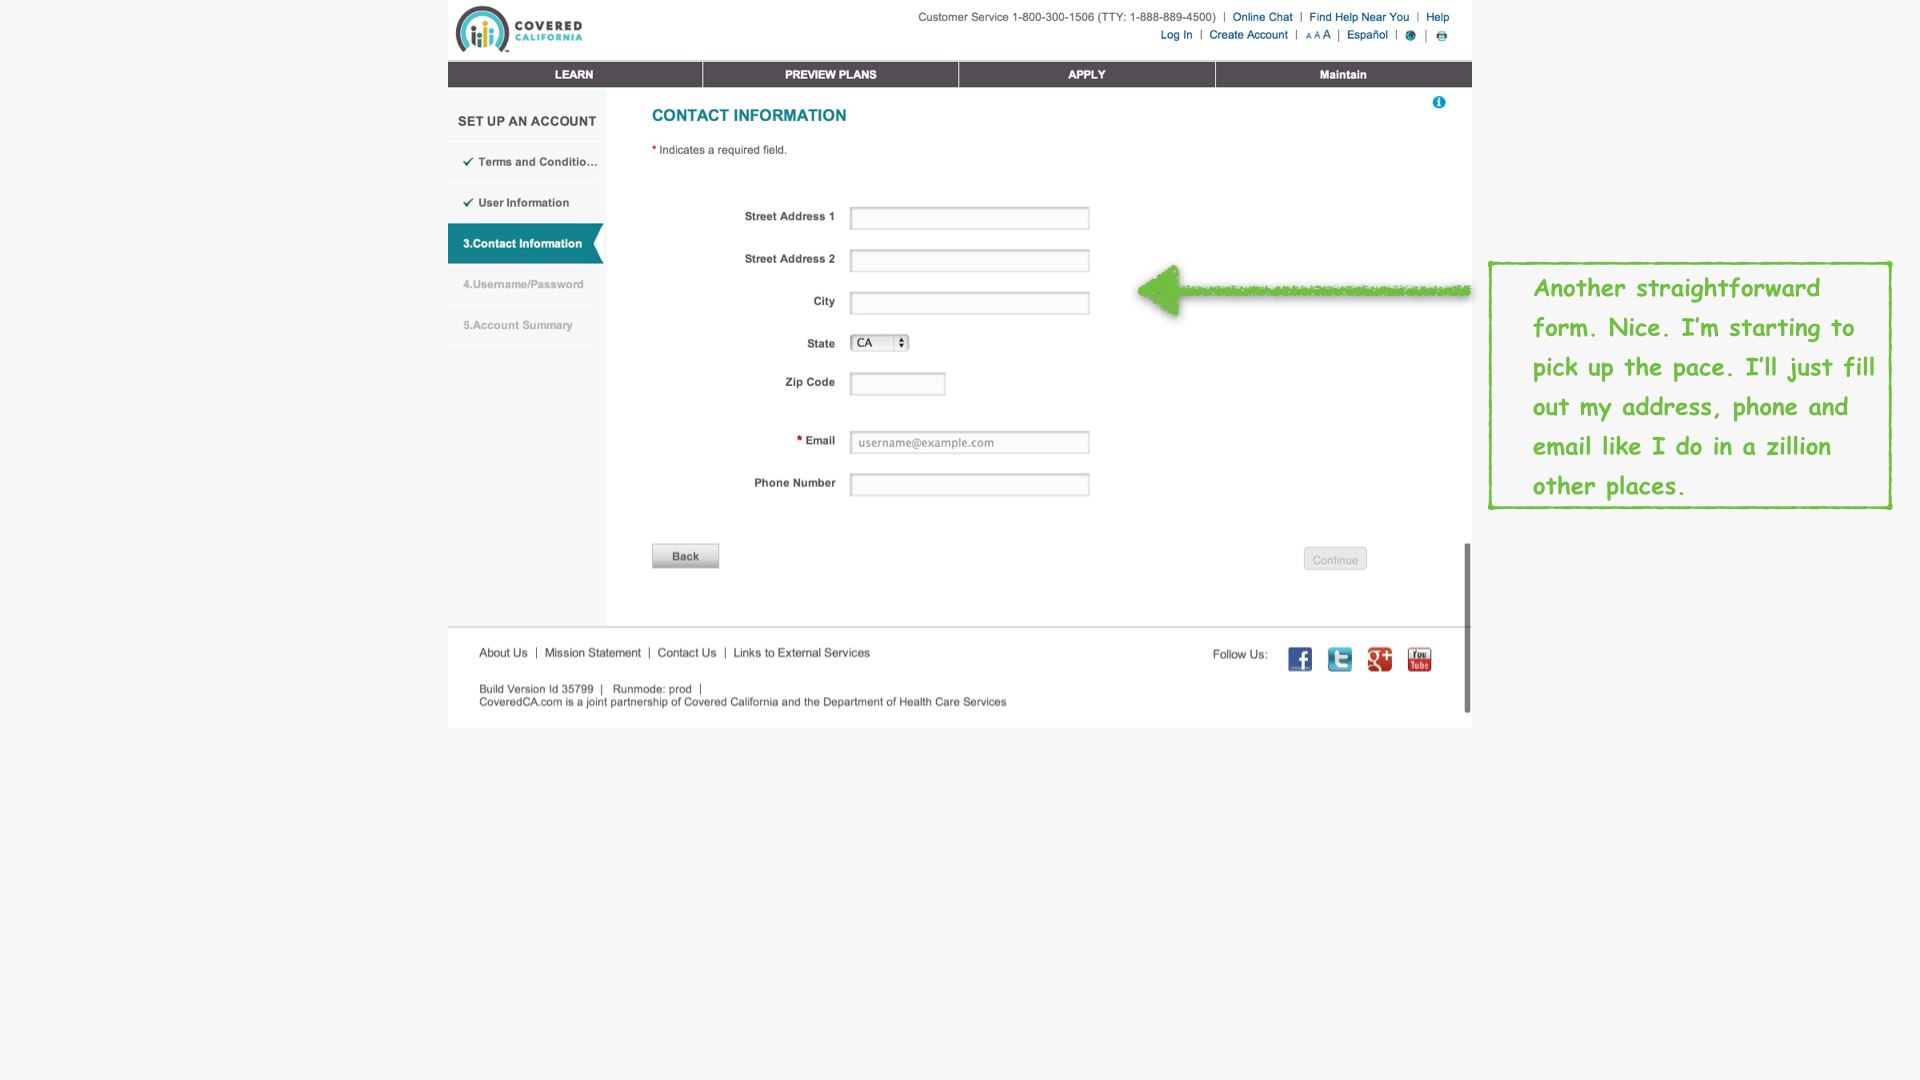 COVERED
CALIFORNIA
Customer Service 1-800-300-1506 (TTY: 1-888-889-4500) | Online Chat | Find Help Near You | Help
Log In | Create Account | A A A | Español | |
LEARN PREVIEW PLANS APPLY Maintain
SET UP AN ACCOUNT
Terms and Conditio...
User Information
3.Contact Information
4.Username/Password
5.Account Summary
CONTACT INFORMATION
* Indicates a required field.
Street Address 1
Street Address 2
City
State CA
Zip Code
* Email username@example.com
Phone Number
Back Continue
Another straightforward
form. Nice. I'm starting to
pick up the pace. I'll just fill
out my address, phone and
email like I do in a zillion
other places.
About Us | Mission Statement | Contact Us | Links to External Services
Follow Us: f t g+ You Tube
Build Version Id 35799 | Runmode: prod |
CoveredCA.com is a joint partnership of Covered California and the Department of Health Care Services